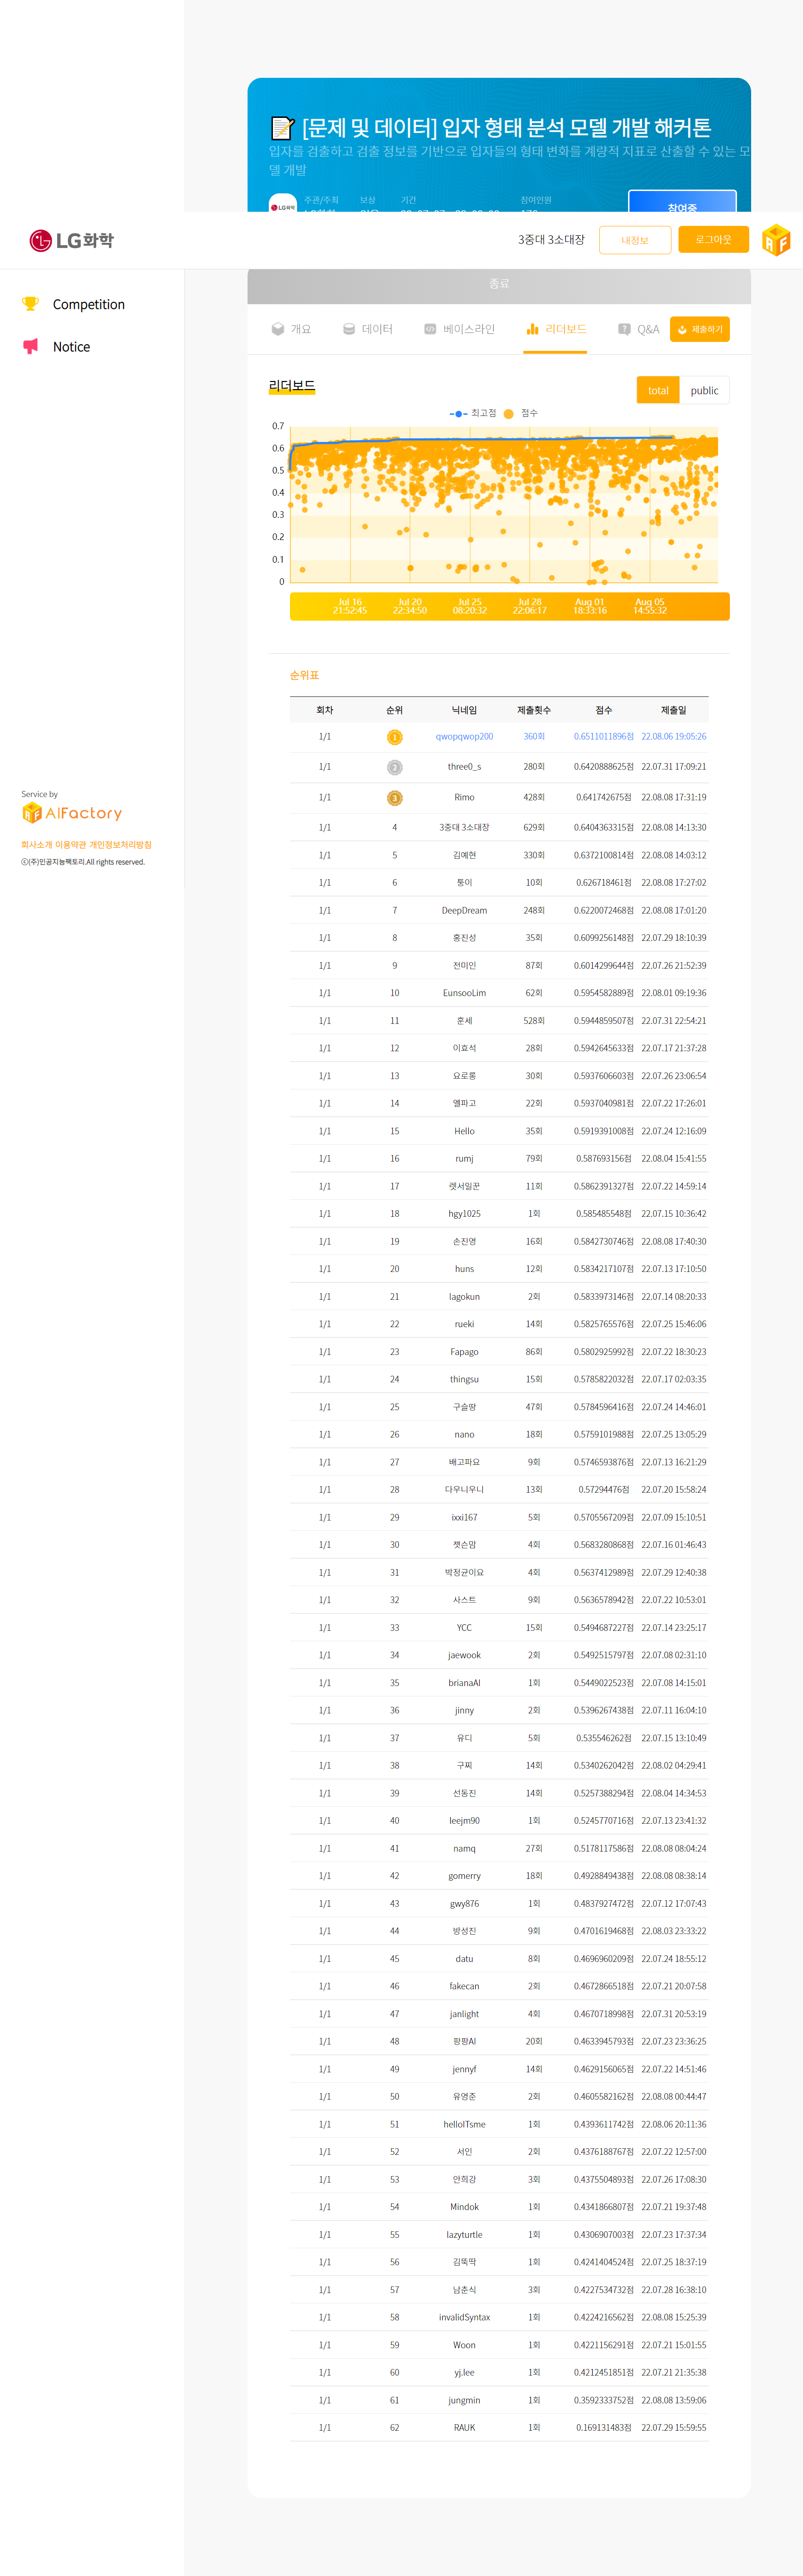 [문제 및 데이터] 입자 형태 분석 모델 개발 해커톤
입자를 검출하고 검출 정보를 기반으로 입자들의 형태 변화를 계량적 지표로 산출할 수 있는 모
델 개발
주관/주최 보상 기간 참여인원
참여중
LG화학
3중대 3소대장 내정보 로그아웃
Competition
Notice
종료
개요 데이터 베이스라인 리더보드 Q&A 제출하기
리더보드
total public
최고점 점수
0.7
0.6
0.5
0.4
0.3
0.2
0.1
0
Jul 16 Jul 20 Jul 25 Jul 28 Aug 01 Aug 05
21:52:45 22:34:50 08:20:32 22:06:17 18:33:16 14:55:32
순위표
회차 순위 닉네임 제출횟수 점수 제출일
1/1 1 qwopqwop200 360회 0.6511011896점 22.08.06 19:05:26
1/1 2 three0_s 280회 0.6420888625점 22.07.31 17:09:21
1/1 3 Rimo 428회 0.641742675점 22.08.08 17:31:19
1/1 4 3중대 3소대장 629회 0.6404363315점 22.08.08 14:13:30
1/1 5 김예현 330회 0.6372100814점 22.08.08 14:03:12
1/1 6 퉁이 10회 0.626718461점 22.08.08 17:27:02
1/1 7 DeepDream 248회 0.6220072468점 22.08.08 17:01:20
1/1 8 홍진성 35회 0.6099256148점 22.07.29 18:10:39
1/1 9 전미인 87회 0.6014299644점 22.07.26 21:52:39
1/1 10 EunsooLim 62회 0.5954582889점 22.08.01 09:19:36
1/1 11 훈세 528회 0.5944859507점 22.07.31 22:54:21
1/1 12 이효석 28회 0.5942645633점 22.07.17 21:37:28
1/1 13 요로롱 30회 0.5937606603점 22.07.26 23:06:54
1/1 14 엘파고 22회 0.5937040981점 22.07.22 17:26:01
1/1 15 Hello 35회 0.5919391008점 22.07.24 12:16:09
1/1 16 rumj 79회 0.587693156점 22.08.04 15:41:55
1/1 17 렛서일꾼 11회 0.5862391327점 22.07.22 14:59:14
1/1 18 hgy1025 1회 0.585485548점 22.07.15 10:36:42
1/1 19 손진영 16회 0.5842730746점 22.08.08 17:40:30
1/1 20 huns 12회 0.5834217107점 22.07.13 17:10:50
1/1 21 lagokun 2회 0.5833973146점 22.07.14 08:20:33
1/1 22 rueki 14회 0.5825765576점 22.07.25 15:46:06
1/1 23 Fapago 86회 0.5802925992점 22.07.22 18:30:23
1/1 24 thingsu 15회 0.5785822032점 22.07.17 02:03:35
1/1 25 구슬땅 47회 0.5784596416점 22.07.24 14:46:01
1/1 26 nano 18회 0.5759101988점 22.07.25 13:05:29
1/1 27 배고파요 9회 0.5746593876점 22.07.13 16:21:29
1/1 28 다우니우니 13회 0.57294476점 22.07.20 15:58:24
1/1 29 ixxi167 5회 0.5705567209점 22.07.09 15:10:51
1/1 30 잿슨맘 4회 0.5683280868점 22.07.16 01:46:43
1/1 31 박정균이요 4회 0.5637412989점 22.07.29 12:40:38
1/1 32 사스트 9회 0.5636578942점 22.07.22 10:53:01
1/1 33 YCC 15회 0.5494687227점 22.07.14 23:25:17
1/1 34 jaewook 2회 0.5492515797점 22.07.08 02:31:10
1/1 35 brianaAI 1회 0.5449022523점 22.07.08 14:15:01
1/1 36 jinny 2회 0.5396267438점 22.07.11 16:04:10
1/1 37 유디 5회 0.535546262점 22.07.15 13:10:49
1/1 38 구찌 14회 0.5340262042점 22.08.02 04:29:41
1/1 39 선동진 14회 0.5257388294점 22.08.04 14:34:53
1/1 40 leejm90 1회 0.5245770716점 22.07.13 23:41:32
1/1 41 namq 27회 0.5178117586점 22.08.08 08:04:24
1/1 42 gomerry 18회 0.4928849438점 22.08.08 08:38:14
1/1 43 gwy876 1회 0.4837927472점 22.07.12 17:07:43
1/1 44 방성진 9회 0.4701619468점 22.08.03 23:33:22
1/1 45 datu 8회 0.4696960209점 22.07.24 18:55:12
1/1 46 fakecan 2회 0.4672866518점 22.07.21 20:07:58
1/1 47 janlight 4회 0.4670718998점 22.07.31 20:53:19
1/1 48 팡팡AI 20회 0.4633945793점 22.07.23 23:36:25
1/1 49 jennyf 14회 0.4629156065점 22.07.22 14:51:46
1/1 50 유영준 2회 0.4605582162점 22.08.08 00:44:47
1/1 51 helloITsme 1회 0.4393611742점 22.08.06 20:11:36
1/1 52 서인 2회 0.4376188767점 22.07.22 12:57:00
1/1 53 안희강 3회 0.4375504893점 22.07.26 17:08:30
1/1 54 Mindok 1회 0.4341866807점 22.07.21 19:37:48
1/1 55 lazyturtle 1회 0.4306907003점 22.07.23 17:37:34
1/1 56 김뚝딱 1회 0.4241404524점 22.07.25 18:37:19
1/1 57 남춘식 3회 0.4227534732점 22.07.28 16:38:10
1/1 58 invalidSyntax 1회 0.4224216562점 22.08.08 15:25:39
1/1 59 Woon 1회 0.4221156291점 22.07.21 15:01:55
1/1 60 yj.lee 1회 0.4212451851점 22.07.21 21:35:38
1/1 61 jungmin 1회 0.3592333752점 22.08.08 13:59:06
1/1 62 RAUK 1회 0.169131483점 22.07.29 15:59:55
Service by
AIFactory
회사소개 이용약관 개인정보처리방침
ⓒ(주)인공지능팩토리.All rights reserved.